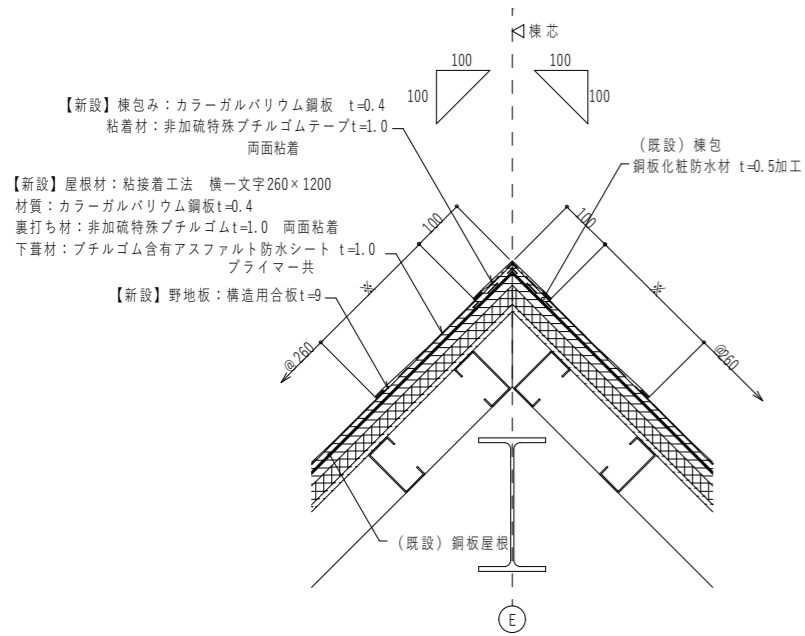 棟芯
100
100
100
100
【新設】棟包み：カラーガルバリウム鋼板 t=0.4
粘着材：非加硫特殊ブチルゴムテープt=1.0
両面粘着
（既設）棟包
銅板化粧防水材 t=0.5加工
【新設】屋根材：粘接着工法 横一文字260×1200
材質：カラーガルバリウム鋼板t=0.4
裏打ち材：非加硫特殊ブチルゴムt=1.0 両面粘着
下葺材：ブチルゴム含有アスファルト防水シート t=1.0
プライマー共
【新設】野地板：構造用合板t=9
100
※
@260
100
※
@260
（既設）銅板屋根
E